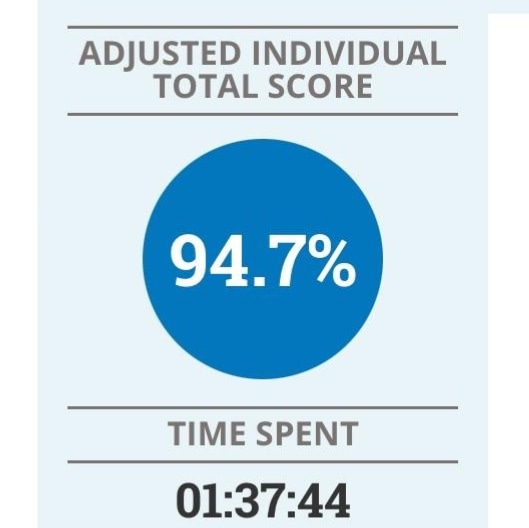 ADJUSTED INDIVIDUAL
TOTAL SCORE
94.7%
TIME SPENT
01:37:44